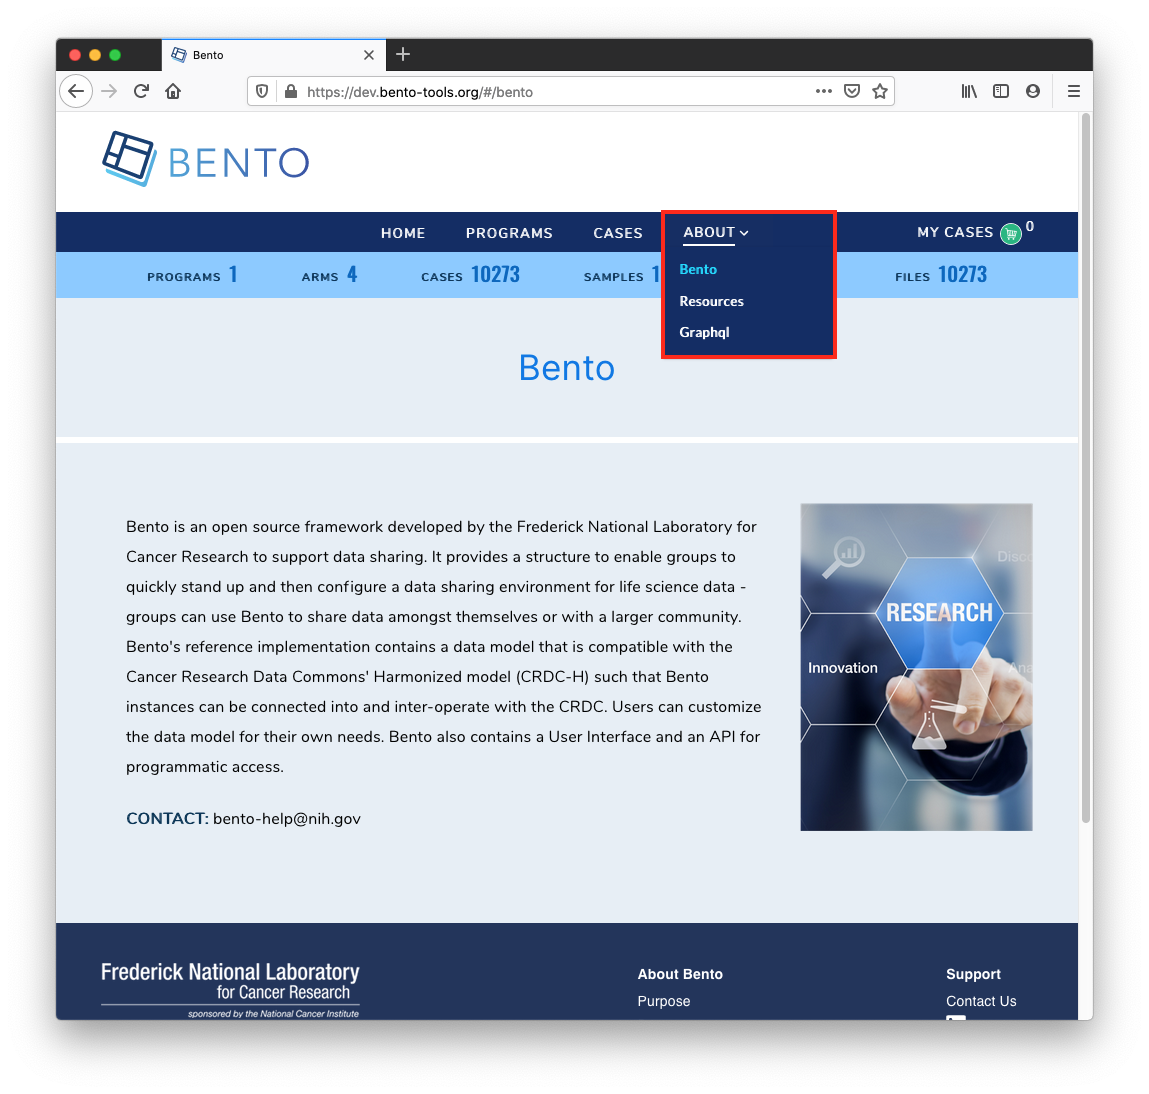 Bento
https://dev.bento-tools.org/#/bento
BENTO
HOME PROGRAMS CASES ABOUT MY CASES 0
PROGRAMS 1 ARMS 4 CASES 10273 SAMPLES 1 FILES 10273
Bento
Resources
Graphql
Bento
Bento is an open source framework developed by the Frederick National Laboratory for
Cancer Research to support data sharing. It provides a structure to enable groups to
quickly stand up and then configure a data sharing environment for life science data -
groups can use Bento to share data amongst themselves or with a larger community.
Bento's reference implementation contains a data model that is compatible with the
Cancer Research Data Commons' Harmonized model (CRDC-H) such that Bento
instances can be connected into and inter-operate with the CRDC. Users can customize
the data model for their own needs. Bento also contains a User Interface and an API for
programmatic access.
CONTACT: bento-help@nih.gov
Disco
RESEARCH
Innovation
Ana
Frederick National Laboratory
for Cancer Research
sponsored by the National Cancer Institute
About Bento
Purpose
Support
Contact Us